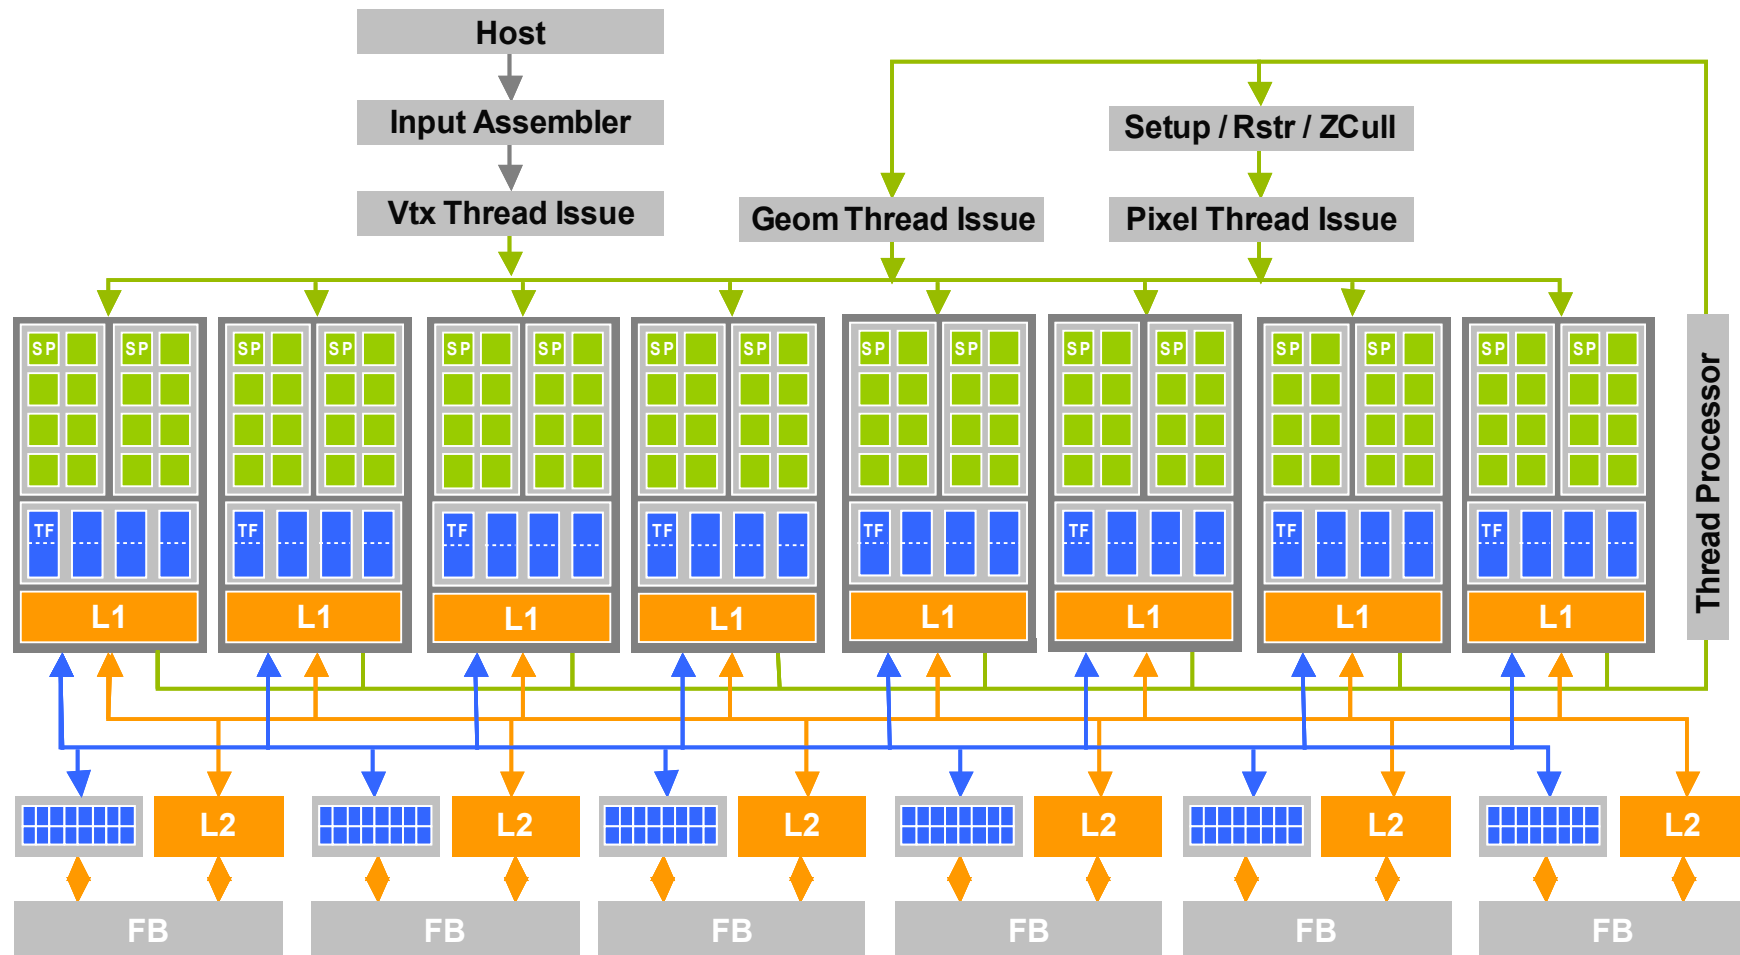 Host
Input Assembler
Setup / Rstr / ZCull
Vtx Thread Issue
Geom Thread Issue
Pixel Thread Issue
SP SP SP SP SP SP SP SP SP SP SP SP SP SP SP SP
Thread Processor
TF TF TF TF TF TF TF TF
L1 L1 L1 L1 L1 L1 L1 L1
L2 L2 L2 L2 L2 L2
FB FB FB FB FB FB